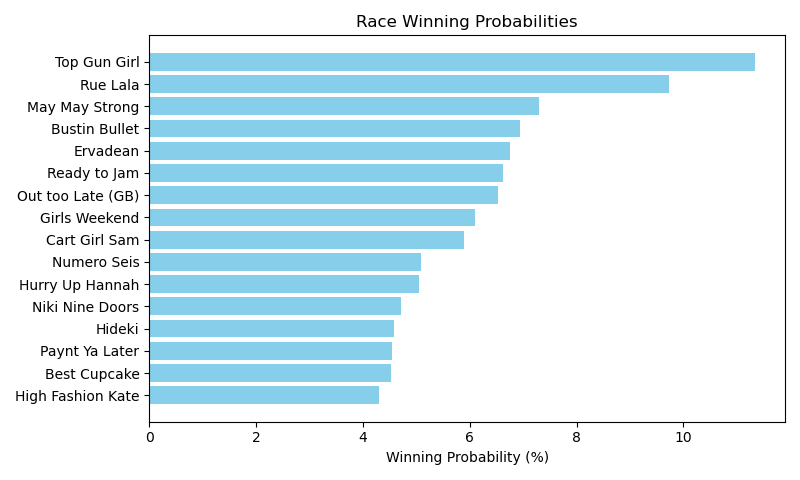 Race Winning Probabilities
Top Gun Girl
Rue Lala
May May Strong
Bustin Bullet
Ervadean
Ready to Jam
Out too Late (GB)
Girls Weekend
Cart Girl Sam
Numero Seis
Hurry Up Hannah
Niki Nine Doors
Hideki
Paynt Ya Later
Best Cupcake
High Fashion Kate
0 2 4 6 8 10
Winning Probability (%)